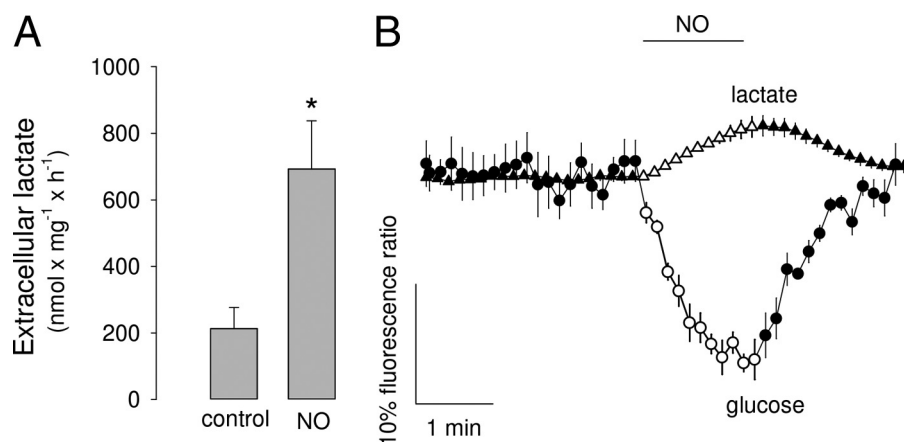 A
Extracellular lactate
(nmol x mg⁻¹ x h⁻¹)
1000
800
600
400
200
0
*
control
NO
B
NO
lactate
glucose
10% fluorescence ratio
1 min